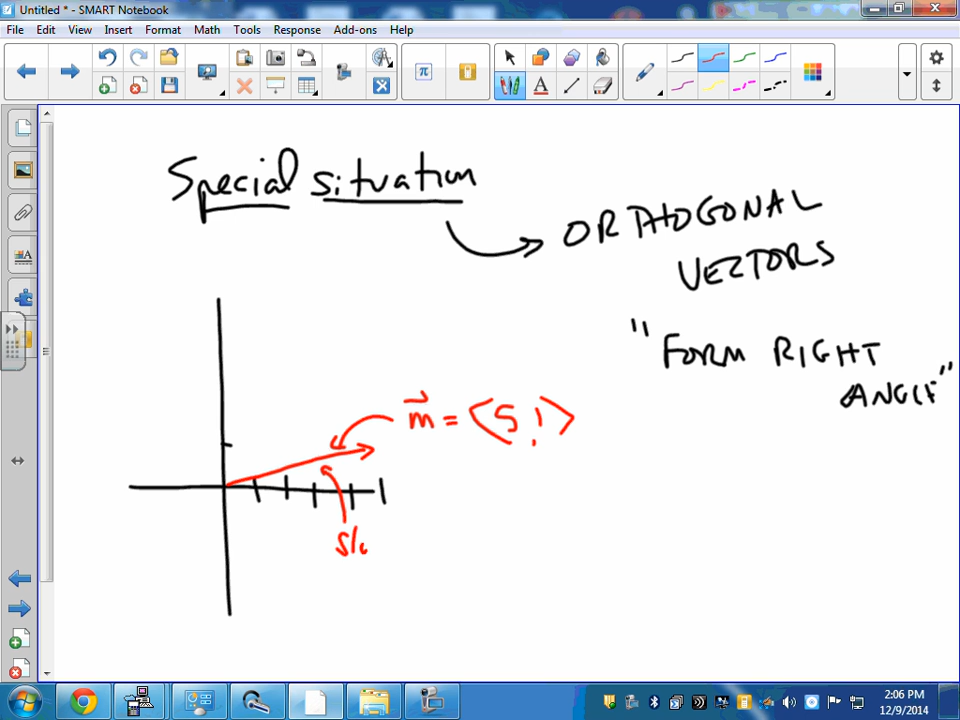 Untitled * - SMART Notebook
File Edit View Insert Format Math Tools Response Add-ons Help
Special situation
ORTHOGONAL
VECTORS
"FORM RIGHT
ANGLE"
m = ⟨5, 1⟩
slo
2:06 PM
12/9/2014